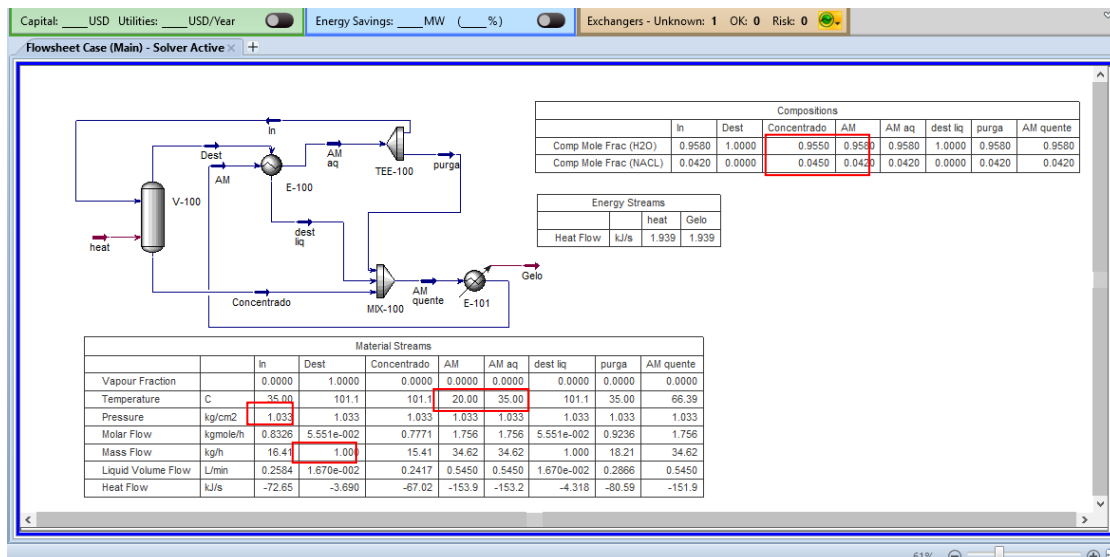 Capital: ____USD Utilities: ____USD/Year Energy Savings: ____MW (____%) Exchangers - Unknown: 1 OK: 0 Risk: 0
Flowsheet Case (Main) - Solver Active × +
In
Dest
AM
AM aq
E-100
TEE-100
purga
V-100
heat
dest liq
Concentrado
MIX-100
AM quente
E-101
Gelo
Compositions
In Dest Concentrado AM AM aq dest liq purga AM quente
Comp Mole Frac (H2O) 0.9580 1.0000 0.9550 0.9580 0.9580 1.0000 0.9580 0.9580
Comp Mole Frac (NACL) 0.0420 0.0000 0.0450 0.0420 0.0420 0.0000 0.0420 0.0420
Energy Streams
heat Gelo
Heat Flow kJ/s 1.939 1.939
Material Streams
In Dest Concentrado AM AM aq dest liq purga AM quente
Vapour Fraction 0.0000 1.0000 0.0000 0.0000 0.0000 0.0000 0.0000 0.0000
Temperature C 35.00 101.1 101.1 20.00 35.00 101.1 35.00 66.39
Pressure kg/cm2 1.033 1.033 1.033 1.033 1.033 1.033 1.033 1.033
Molar Flow kgmole/h 0.8326 5.551e-002 0.7771 1.756 1.756 5.551e-002 0.9236 1.756
Mass Flow kg/h 16.41 1.000 15.41 34.62 34.62 1.000 18.21 34.62
Liquid Volume Flow L/min 0.2584 1.670e-002 0.2417 0.5450 0.5450 1.670e-002 0.2866 0.5450
Heat Flow kJ/s -72.65 -3.690 -67.02 -153.9 -153.2 -4.318 -80.59 -151.9